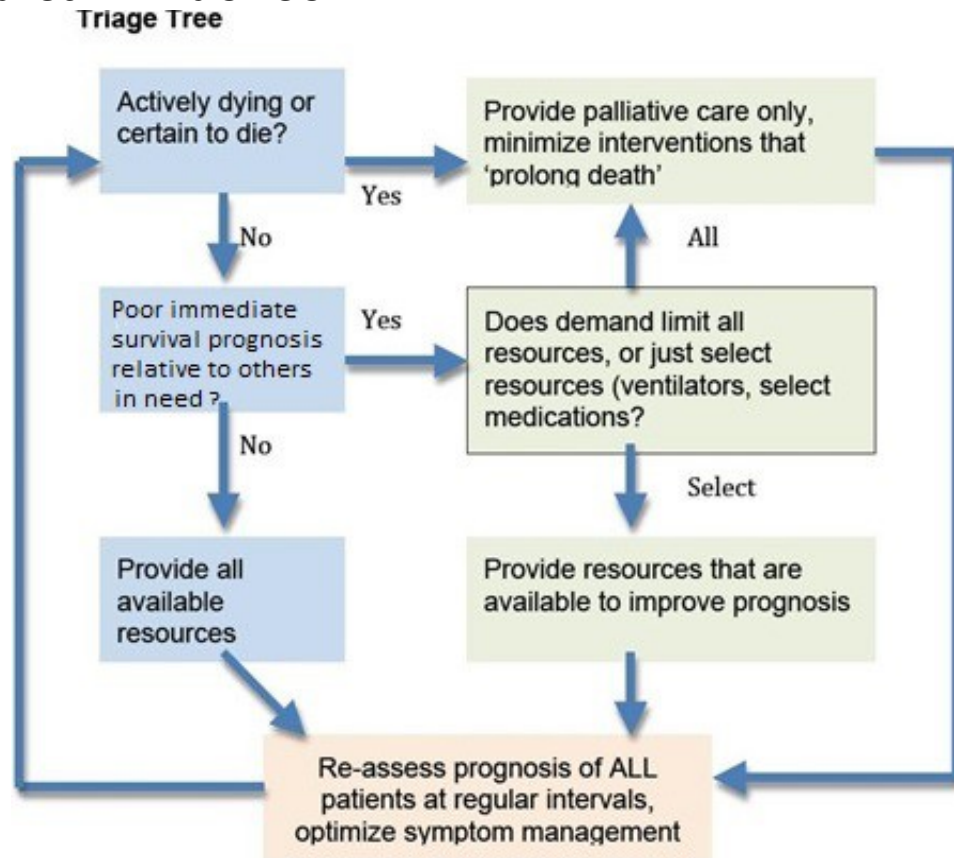 Triage Tree
Actively dying or
certain to die?
Yes
Provide palliative care only,
minimize interventions that
‘prolong death’
No
All
Poor immediate
survival prognosis
relative to others
in need ?
Yes
Does demand limit all
resources, or just select
resources (ventilators, select
medications?
No
Select
Provide all
available
resources
Provide resources that are
available to improve prognosis
Re-assess prognosis of ALL
patients at regular intervals,
optimize symptom management